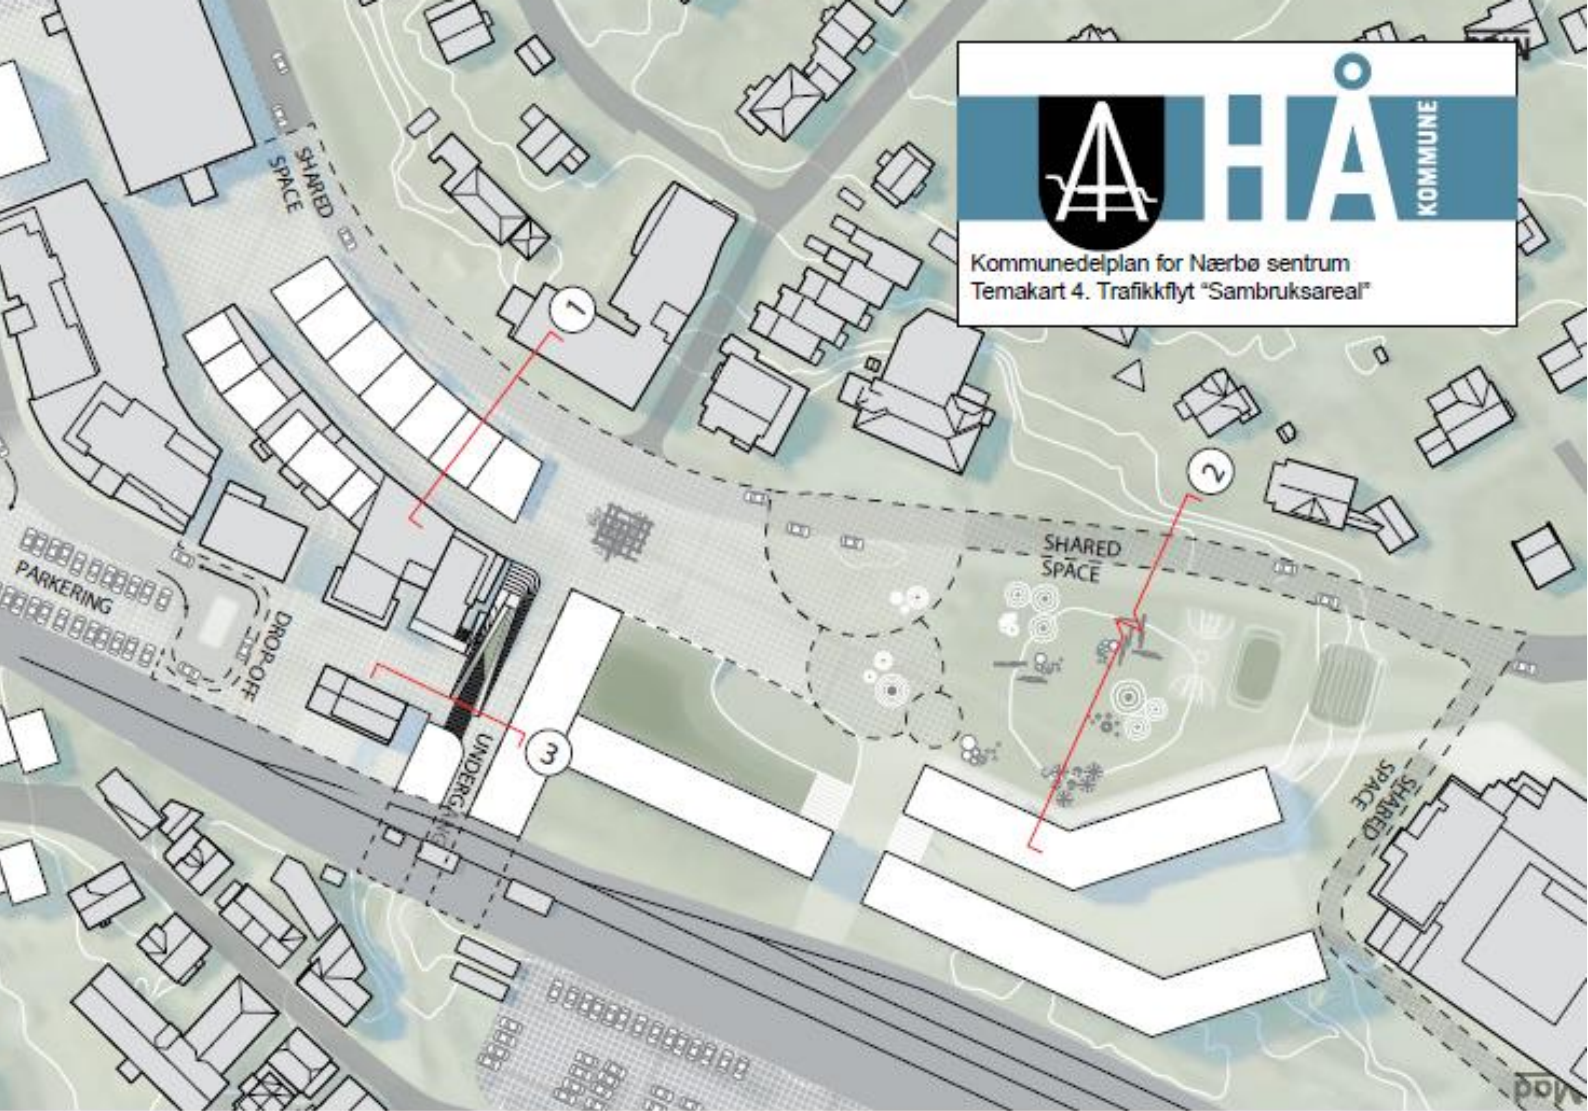 HÅ
KOMMUNE
Kommunedelplan for Nærbø sentrum
Temakart 4. Trafikkflyt “Sambruksareal”
SHARED
SPACE
1
2
SHARED
SPACE
PARKERING
DROP-OFF
3
UNDERGANG
SHARED
SPACE